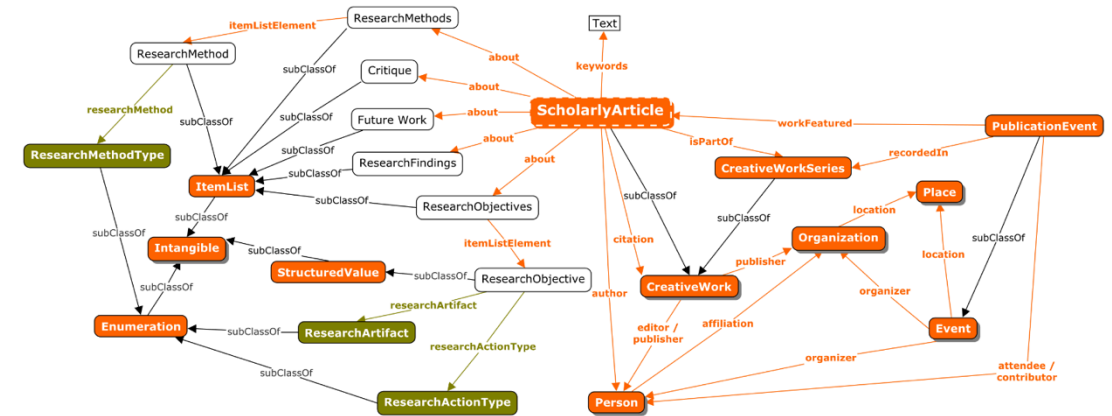 itemListElement
ResearchMethods
Text
ResearchMethod
subClassOf
about
keywords
Critique
about
researchMethod
subClassOf
subClassOf
Future Work
about
ScholarlyArticle
workFeatured
PublicationEvent
ResearchMethodType
subClassOf
ResearchFindings
about
about
isPartOf
recordedIn
CreativeWorkSeries
ItemList
subClassOf
subClassOf
ResearchObjectives
subClassOf
subClassOf
Place
location
subClassOf
Intangible
subClassOf
itemListElement
citation
Organization
subClassOf
location
StructuredValue
subClassOf
ResearchObjective
publisher
CreativeWork
subClassOf
author
organizer
researchArtifact
Enumeration
subClassOf
ResearchArtifact
editor /
publisher
affiliation
Event
researchActionType
organizer
subClassOf
attendee /
contributor
ResearchActionType
Person